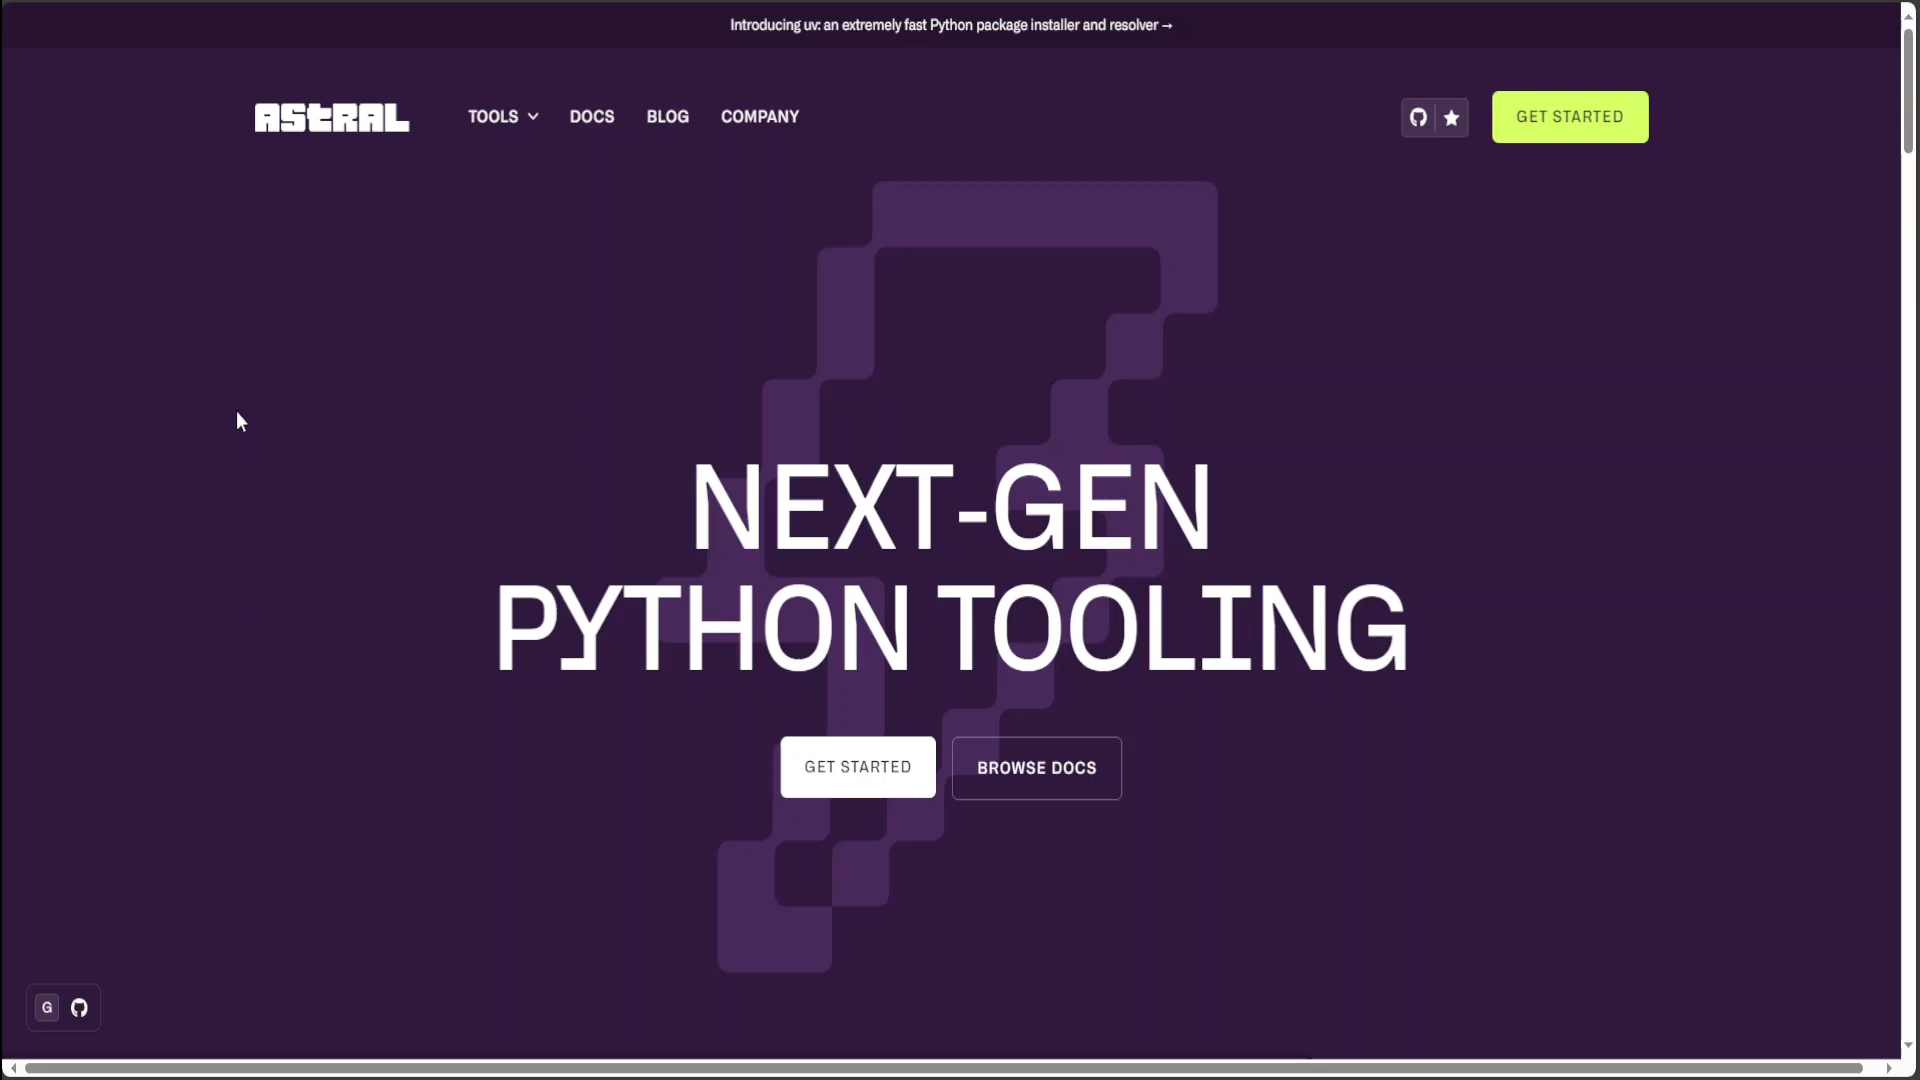 Introducing uv: an extremely fast Python package installer and resolver →
ASTRAL
TOOLS
DOCS
BLOG
COMPANY
GET STARTED
NEXT-GEN
PYTHON TOOLING
GET STARTED
BROWSE DOCS
G